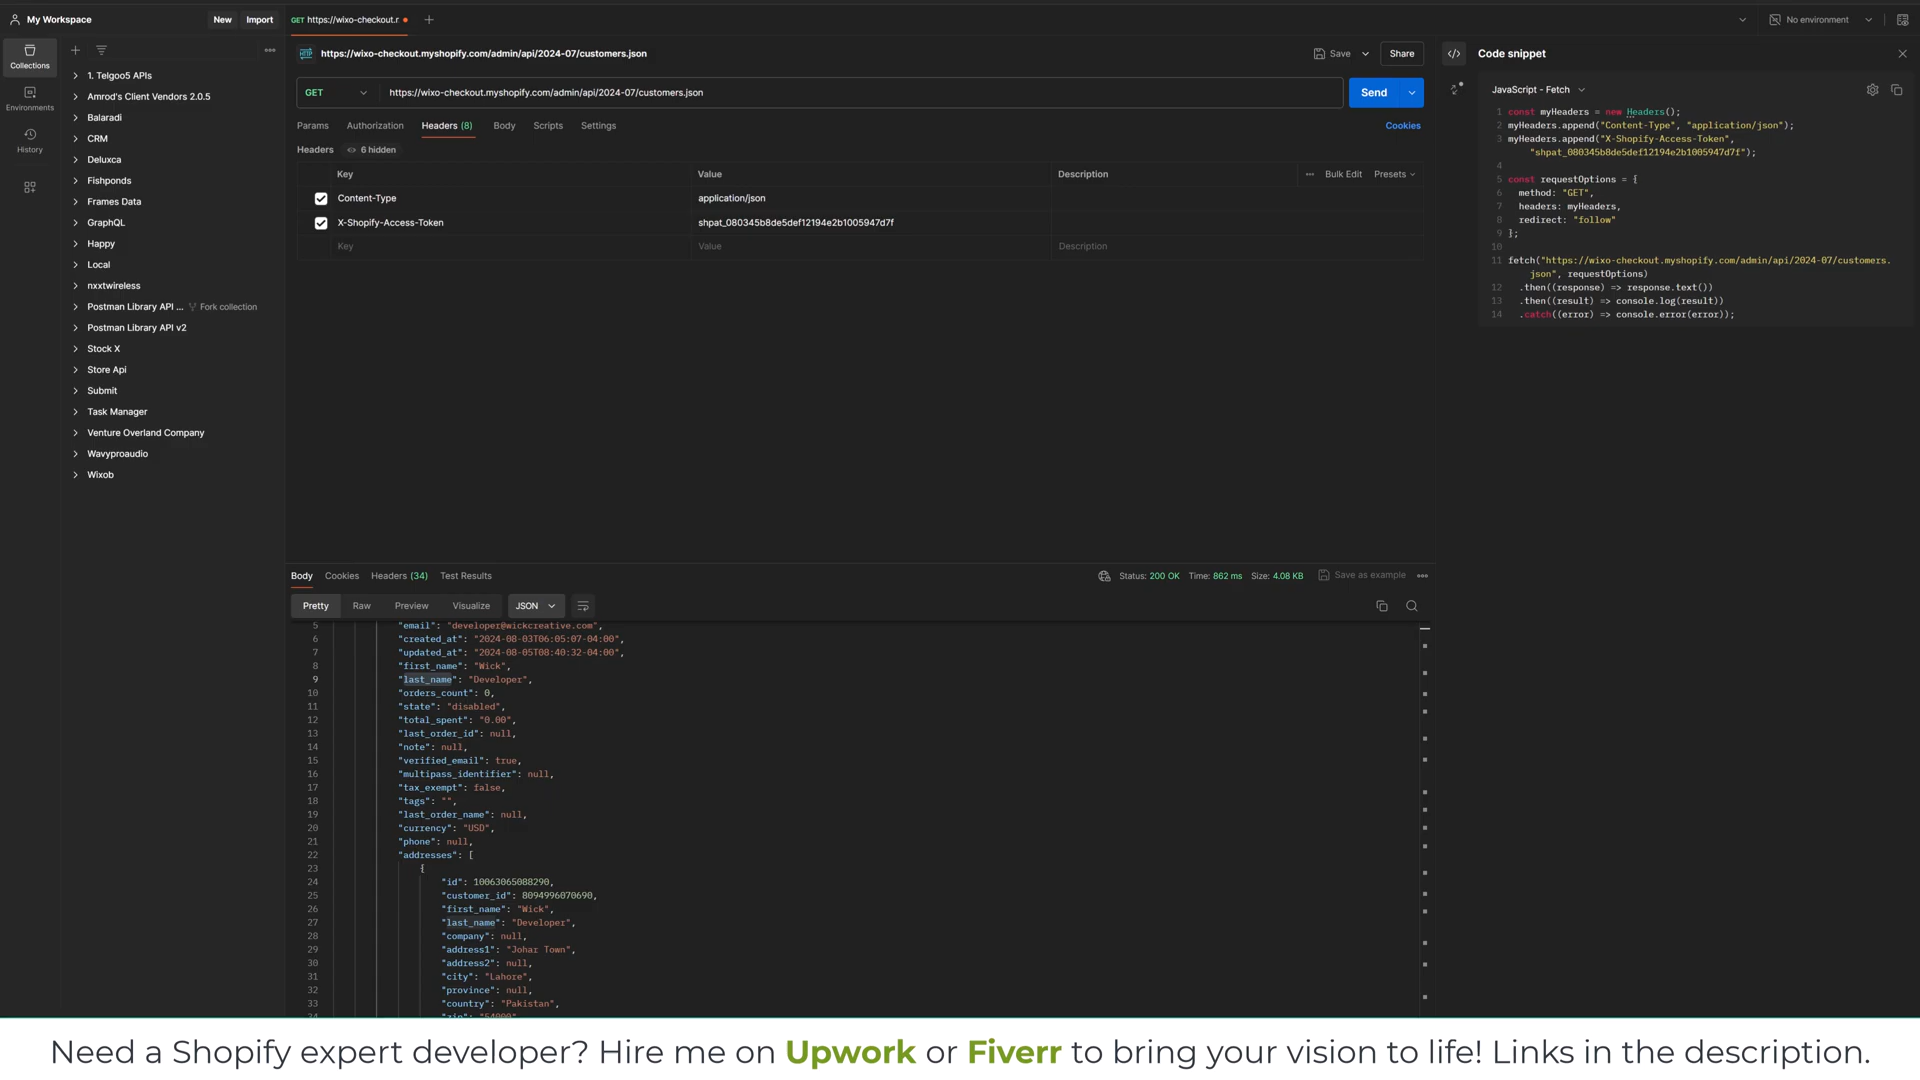 My Workspace
New
Import
GET https://wixo-checkout.r
No environment
Collections
Environments
History
1. Telgoo5 APIs
Amrod's Client Vendors 2.0.5
Balaradi
CRM
Deluxca
Fishponds
Frames Data
GraphQL
Happy
Local
nxxtwireless
Postman Library API ... Fork collection
Postman Library API v2
Stock X
Store Api
Submit
Task Manager
Venture Overland Company
Wavyproaudio
Wixob
HTTP https://wixo-checkout.myshopify.com/admin/api/2024-07/customers.json
Save
Share
GET https://wixo-checkout.myshopify.com/admin/api/2024-07/customers.json
Send
Params Authorization Headers (8) Body Scripts Settings
Cookies
Headers 6 hidden
Key Value Description ••• Bulk Edit Presets
Content-Type application/json
X-Shopify-Access-Token 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
Key Value Description
Body Cookies Headers (34) Test Results
Status: 200 OK Time: 862 ms Size: 4.08 KB Save as example
Pretty Raw Preview Visualize JSON
5 "email": "developer@wickcreative.com",
6 "created_at": "2024-08-03T06:05:07-04:00",
7 "updated_at": "2024-08-05T08:40:32-04:00",
8 "first_name": "Wick",
9 "last_name": "Developer",
10 "orders_count": 0,
11 "state": "disabled",
12 "total_spent": "0.00",
13 "last_order_id": null,
14 "note": null,
15 "verified_email": true,
16 "multipass_identifier": null,
17 "tax_exempt": false,
18 "tags": "",
19 "last_order_name": null,
20 "currency": "USD",
21 "phone": null,
22 "addresses": [
23 {
24 "id": 10063065088290,
25 "customer_id": 8094996070690,
26 "first_name": "Wick",
27 "last_name": "Developer",
28 "company": null,
29 "address1": "Johar Town",
30 "address2": null,
31 "city": "Lahore",
32 "province": null,
33 "country": "Pakistan",
34 "zip": "54000"
</> Code snippet
JavaScript - Fetch
1 const myHeaders = new Headers();
2 myHeaders.append("Content-Type", "application/json");
3 myHeaders.append("X-Shopify-Access-Token",
"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");
4
5 const requestOptions = {
6 method: "GET",
7 headers: myHeaders,
8 redirect: "follow"
9 };
10
11 fetch("https://wixo-checkout.myshopify.com/admin/api/2024-07/customers.
json", requestOptions)
12 .then((response) => response.text())
13 .then((result) => console.log(result))
14 .catch((error) => console.error(error));
Need a Shopify expert developer? Hire me on Upwork or Fiverr to bring your vision to life! Links in the description.